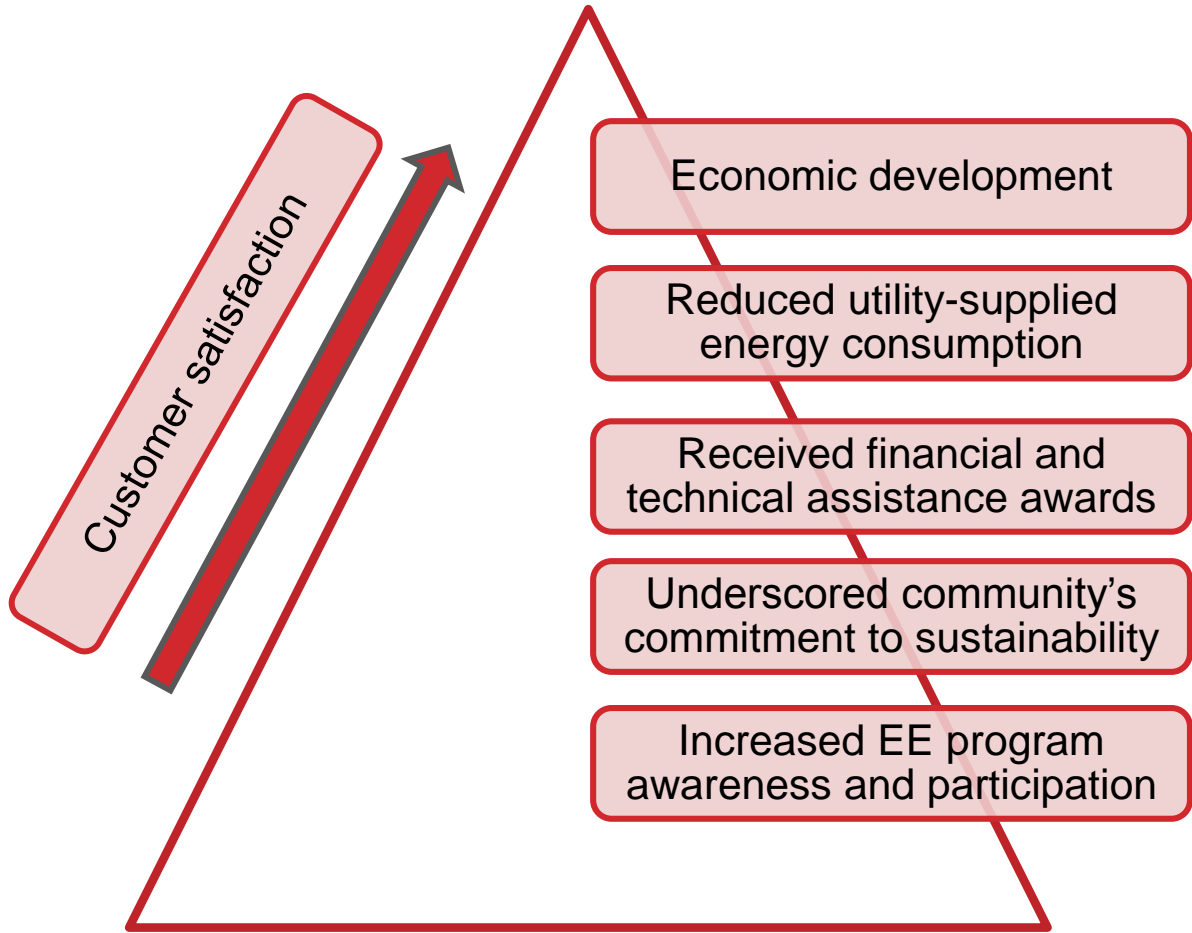 Customer satisfaction
Economic development
Reduced utility-supplied
energy consumption
Received financial and
technical assistance awards
Underscored community’s
commitment to sustainability
Increased EE program
awareness and participation